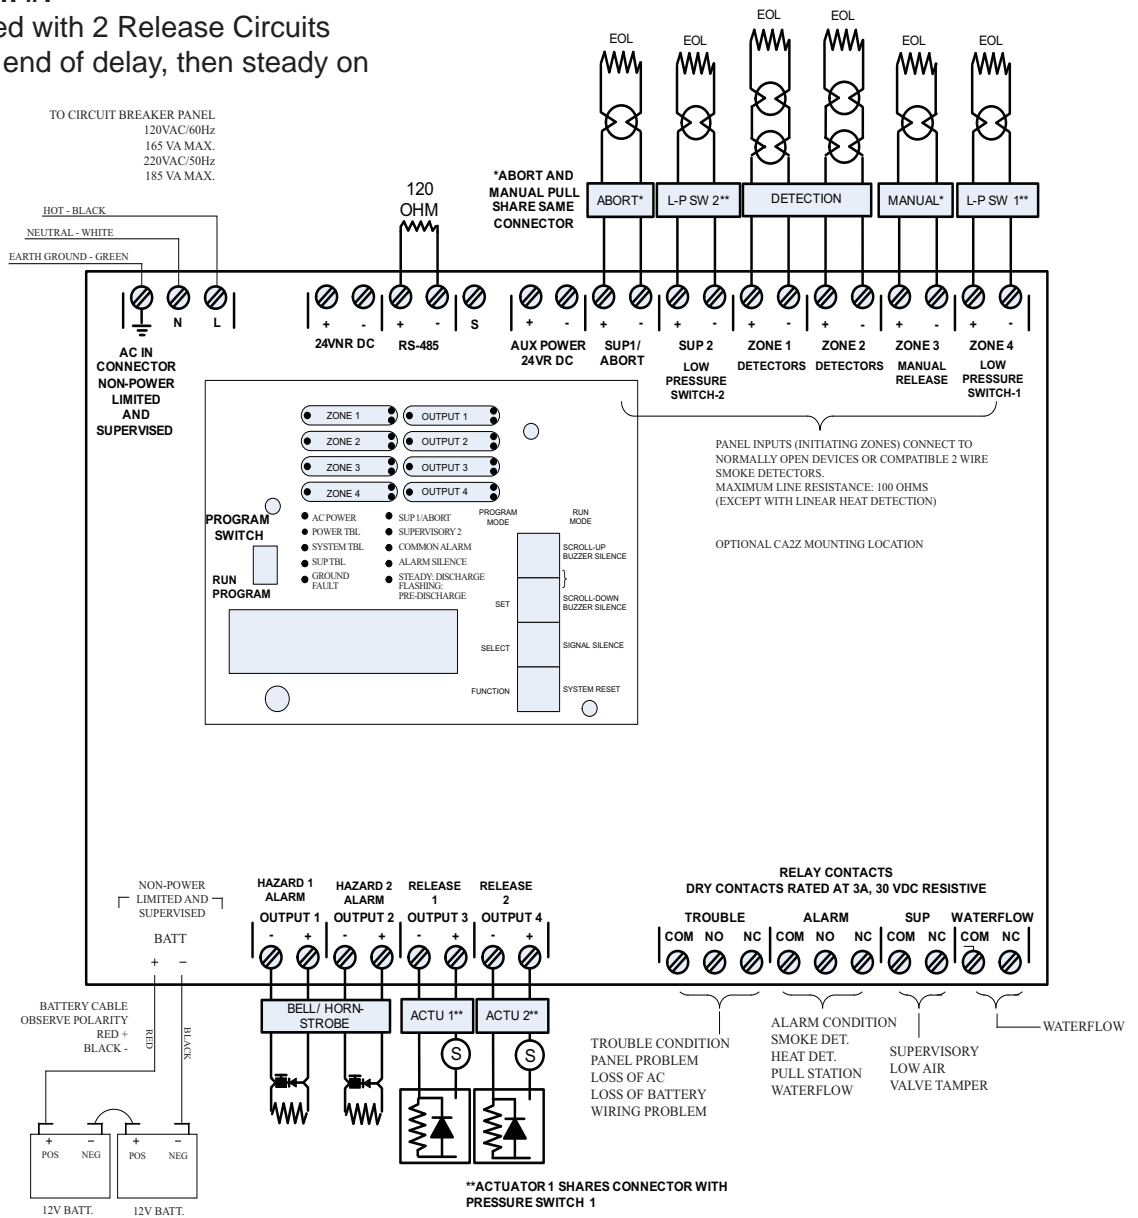 ed with 2 Release Circuits
end of delay, then steady on
TO CIRCUIT BREAKER PANEL
120VAC/60Hz
165 VA MAX.
220VAC/50Hz
185 VA MAX.
HOT - BLACK
NEUTRAL - WHITE
EARTH GROUND - GREEN
120
OHM
*ABORT AND
MANUAL PULL
SHARE SAME
CONNECTOR
EOL
EOL
EOL
EOL
EOL
EOL
ABORT*
L-P SW 2**
DETECTION
MANUAL*
L-P SW 1**
N
L
AC IN
CONNECTOR
NON-POWER
LIMITED
AND
SUPERVISED
+ -
24VNR DC
+ -
RS-485
S
+ -
AUX POWER
24VR DC
+ -
SUP1/
ABORT
+ -
SUP 2
LOW
PRESSURE
SWITCH-2
+ -
ZONE 1
DETECTORS
+ -
ZONE 2
DETECTORS
+ -
ZONE 3
MANUAL
RELEASE
+ -
ZONE 4
LOW
PRESSURE
SWITCH-1
PANEL INPUTS (INITIATING ZONES) CONNECT TO
NORMALLY OPEN DEVICES OR COMPATIBLE 2 WIRE
SMOKE DETECTORS.
MAXIMUM LINE RESISTANCE: 100 OHMS
(EXCEPT WITH LINEAR HEAT DETECTION)
OPTIONAL CA2Z MOUNTING LOCATION
ZONE 1
ZONE 2
ZONE 3
ZONE 4
OUTPUT 1
OUTPUT 2
OUTPUT 3
OUTPUT 4
PROGRAM
SWITCH
RUN
PROGRAM
AC POWER
POWER TBL
SYSTEM TBL
SUP TBL
GROUND
FAULT
SUP 1/ABORT
SUPERVISORY 2
COMMON ALARM
ALARM SILENCE
STEADY: DISCHARGE
FLASHING:
PRE-DISCHARGE
PROGRAM
MODE
RUN
MODE
SCROLL-UP
BUZZER SILENCE
SET
SCROLL-DOWN
BUZZER SILENCE
SELECT
SIGNAL SILENCE
FUNCTION
SYSTEM RESET
NON-POWER
LIMITED AND
SUPERVISED
BATT
+ −
BATTERY CABLE
OBSERVE POLARITY
RED +
BLACK -
RED
BLACK
+ −
POS NEG
12V BATT.
+ −
POS NEG
12V BATT.
HAZARD 1
ALARM
OUTPUT 1
- +
HAZARD 2
ALARM
OUTPUT 2
- +
RELEASE
1
OUTPUT 3
- +
RELEASE
2
OUTPUT 4
- +
BELL/ HORN-
STROBE
ACTU 1**
ACTU 2**
S
S
**ACTUATOR 1 SHARES CONNECTOR WITH
PRESSURE SWITCH 1
RELAY CONTACTS
DRY CONTACTS RATED AT 3A, 30 VDC RESISTIVE
TROUBLE
COM NO NC
ALARM
COM NO NC
SUP
COM NC
WATERFLOW
COM NC
TROUBLE CONDITION
PANEL PROBLEM
LOSS OF AC
LOSS OF BATTERY
WIRING PROBLEM
ALARM CONDITION
SMOKE DET.
HEAT DET.
PULL STATION
WATERFLOW
SUPERVISORY
LOW AIR
VALVE TAMPER
WATERFLOW